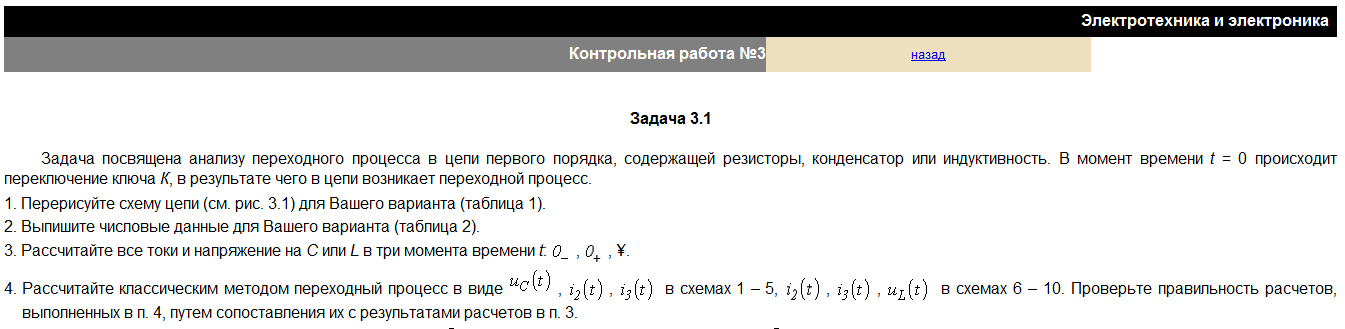 Электротехника и электроника
Контрольная работа №3 назад
Задача 3.1
Задача посвящена анализу переходного процесса в цепи первого порядка, содержащей резисторы, конденсатор или индуктивность. В момент времени t = 0 происходит
переключение ключа К, в результате чего в цепи возникает переходной процесс.
1. Перерисуйте схему цепи (см. рис. 3.1) для Вашего варианта (таблица 1).
2. Выпишите числовые данные для Вашего варианта (таблица 2).
3. Рассчитайте все токи и напряжение на С или L в три момента времени t: 0₋ , 0₊ , ¥.
4. Рассчитайте классическим методом переходный процесс в виде u_C(t) , i₂(t) , i₃(t) в схемах 1 – 5, i₂(t) , i₃(t) , u_L(t) в схемах 6 – 10. Проверьте правильность расчетов,
выполненных в п. 4, путем сопоставления их с результатами расчетов в п. 3.